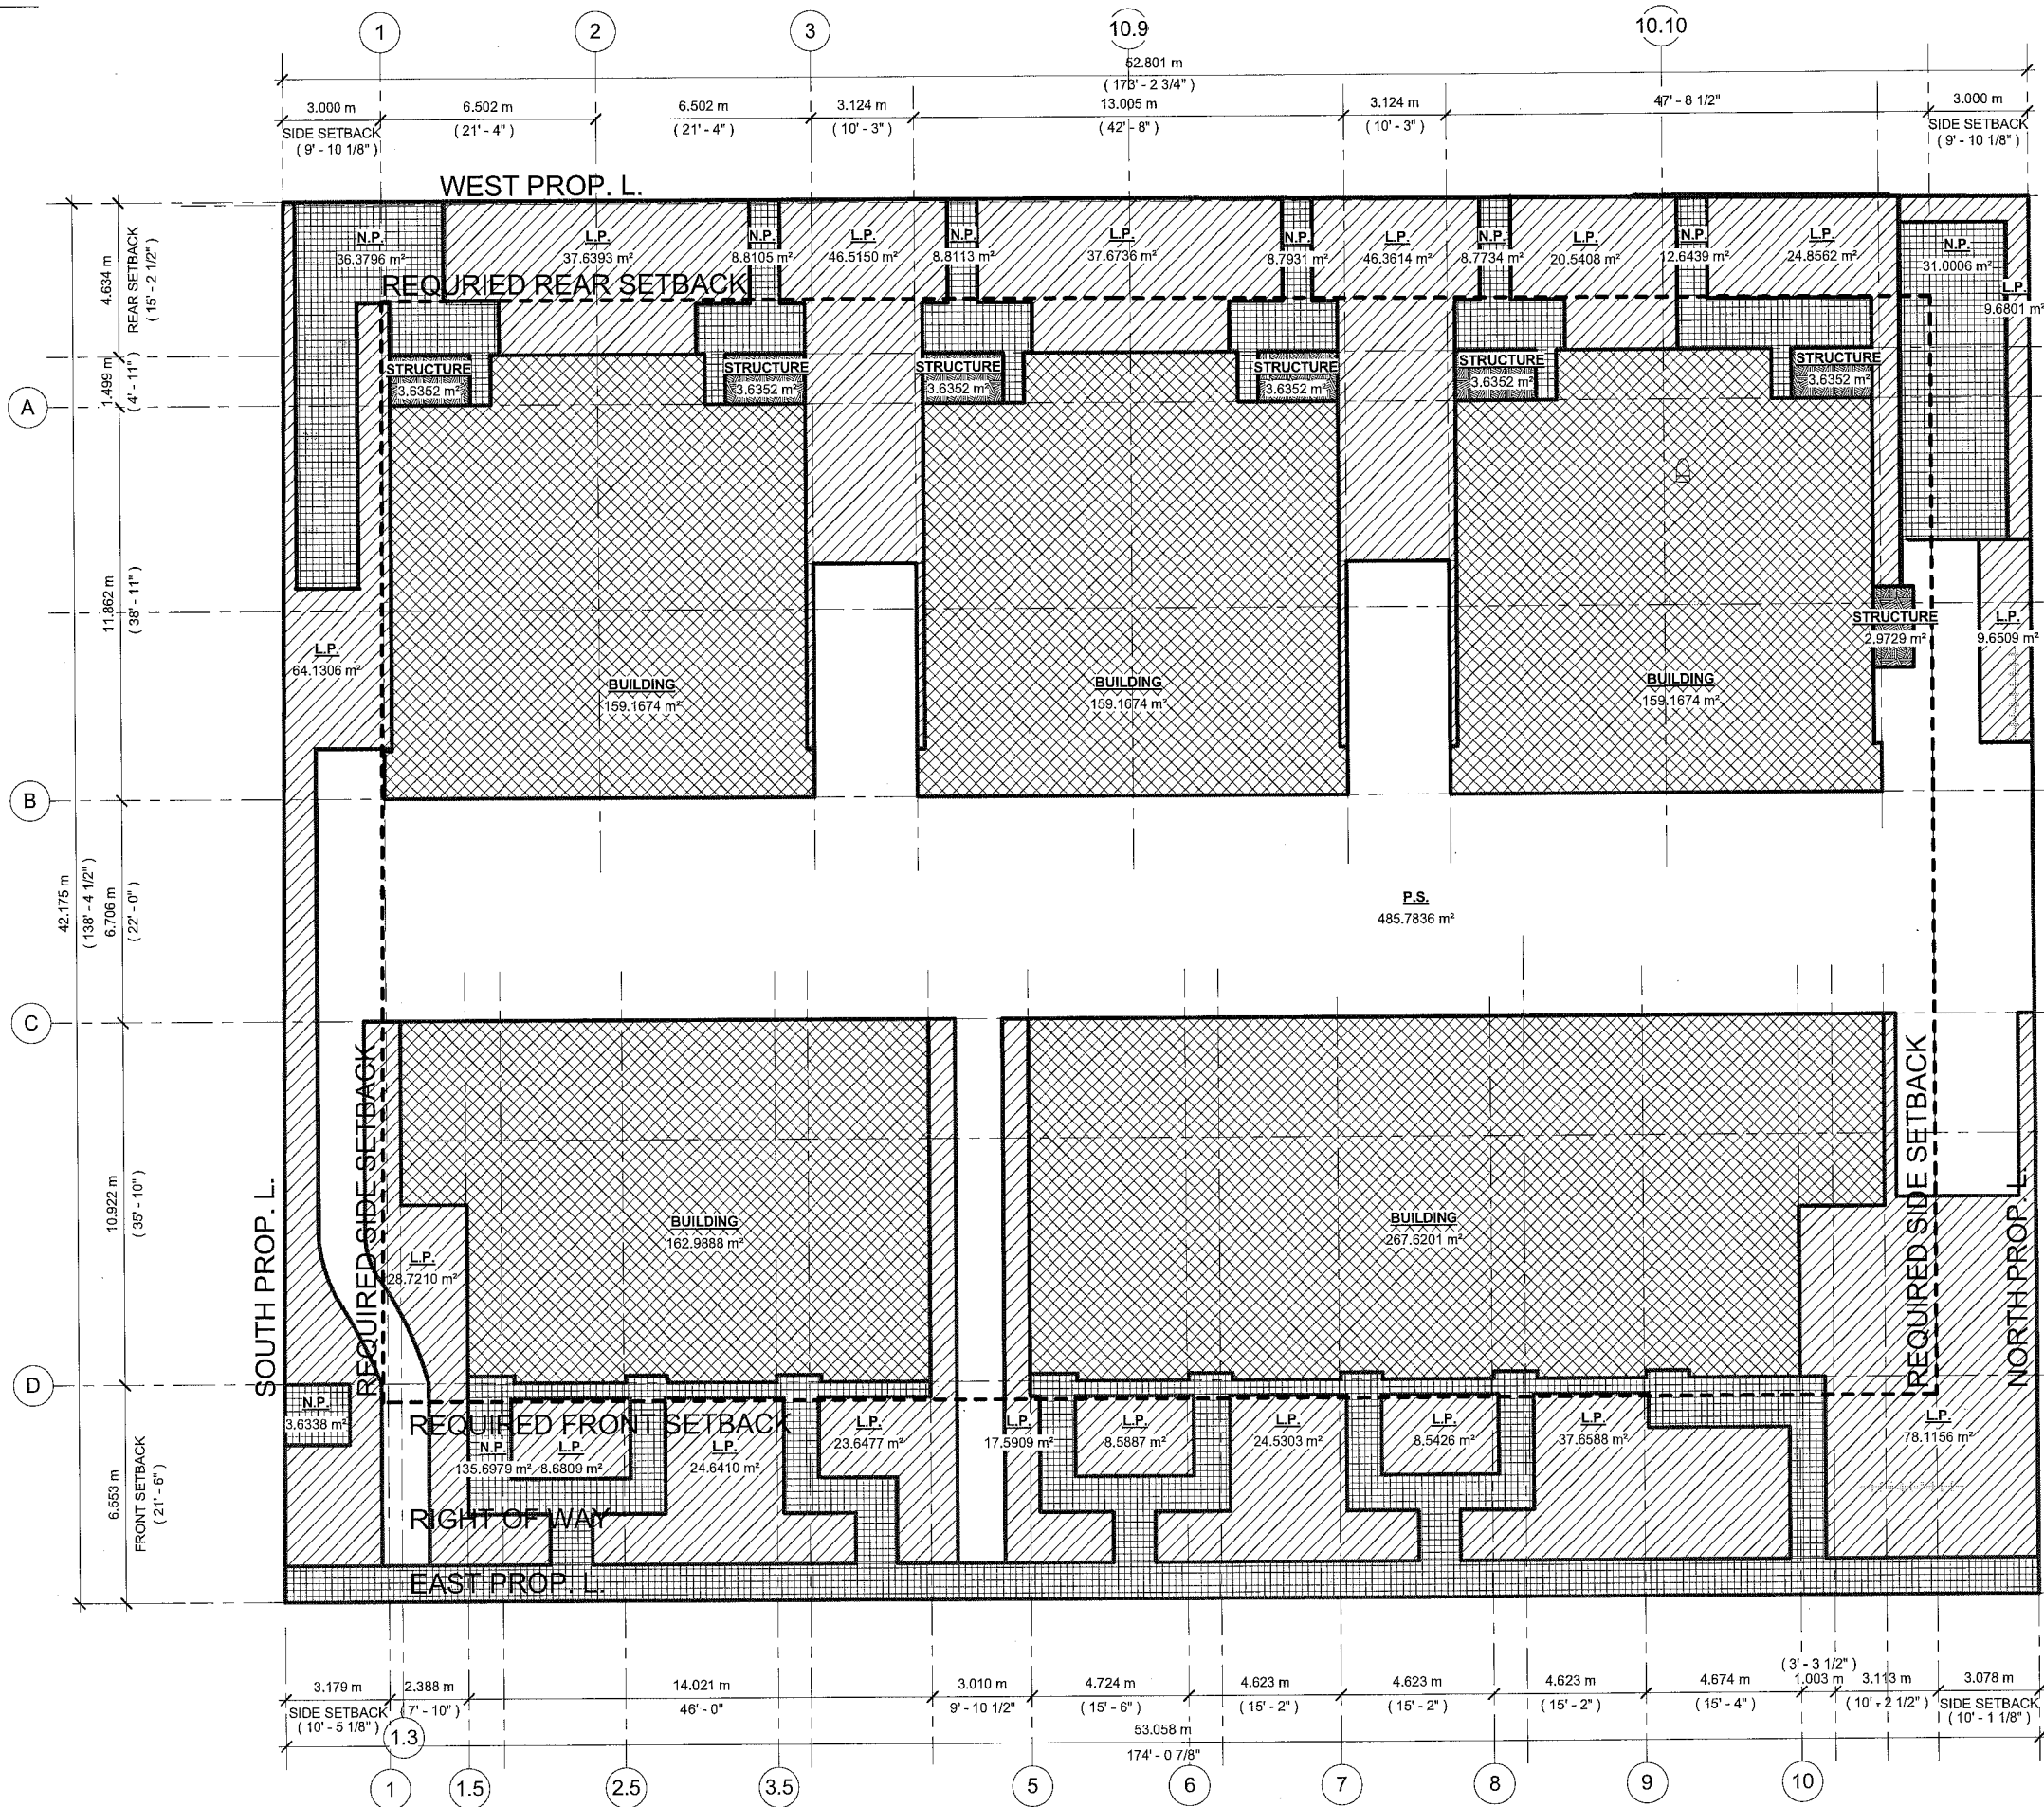 1
2
3
10.9
10.10
52.801 m
( 173' - 2 3/4" )
3.000 m
6.502 m
6.502 m
3.124 m
13.005 m
3.124 m
47' - 8 1/2"
3.000 m
SIDE SETBACK
( 9' - 10 1/8" )
( 21' - 4" )
( 21' - 4" )
( 10' - 3" )
( 42' - 8" )
( 10' - 3" )
SIDE SETBACK
( 9' - 10 1/8" )
WEST PROP. L.
N.P.
36.3796 m²
L.P.
37.6393 m²
N.P.
8.8105 m²
L.P.
46.5150 m²
N.P.
8.8113 m²
L.P.
37.6736 m²
N.P.
8.7931 m²
L.P.
46.3614 m²
N.P.
8.7734 m²
L.P.
20.5408 m²
N.P.
12.6439 m²
L.P.
24.8562 m²
N.P.
31.0006 m²
L.P.
9.6801 m²
REQURIED REAR SETBACK
4.634 m
REAR SETBACK
( 15' - 2 1/2" )
1.499 m
( 4' - 11" )
STRUCTURE
3.6352 m²
STRUCTURE
3.6352 m²
STRUCTURE
3.6352 m²
STRUCTURE
3.6352 m²
STRUCTURE
3.6352 m²
STRUCTURE
3.6352 m²
A
11.862 m
( 38' - 11" )
STRUCTURE
2.9729 m²
L.P.
9.6509 m²
L.P.
64.1306 m²
BUILDING
159.1674 m²
BUILDING
159.1674 m²
BUILDING
159.1674 m²
B
42.175 m
( 138' - 4 1/2" )
6.706 m
( 22' - 0" )
P.S.
485.7836 m²
C
10.922 m
( 35' - 10" )
SOUTH PROP. L.
REQUIRED SIDE SETBACK
BUILDING
162.9888 m²
BUILDING
267.6201 m²
REQUIRED SIDE SETBACK
NORTH PROP. L.
L.P.
28.7210 m²
D
N.P.
3.6338 m²
REQUIRED FRONT SETBACK
N.P.
135.6979 m²
L.P.
8.6809 m²
L.P.
24.6410 m²
L.P.
23.6477 m²
L.P.
17.5909 m²
L.P.
8.5887 m²
L.P.
24.5303 m²
L.P.
8.5426 m²
L.P.
37.6588 m²
L.P.
78.1156 m²
6.553 m
FRONT SETBACK
( 21' - 6" )
RIGHT OF WAY
EAST PROP. L.
3.179 m
2.388 m
14.021 m
3.010 m
4.724 m
4.623 m
4.623 m
4.623 m
4.674 m
( 3' - 3 1/2" )
1.003 m
3.113 m
3.078 m
SIDE SETBACK
( 10' - 5 1/8" )
( 7' - 10" )
46' - 0"
9' - 10 1/2"
( 15' - 6" )
( 15' - 2" )
( 15' - 2" )
( 15' - 2" )
( 15' - 4" )
( 10' - 2 1/2" )
SIDE SETBACK
( 10' - 1 1/8" )
1.3
53.058 m
174' - 0 7/8"
1
1.5
2.5
3.5
5
6
7
8
9
10